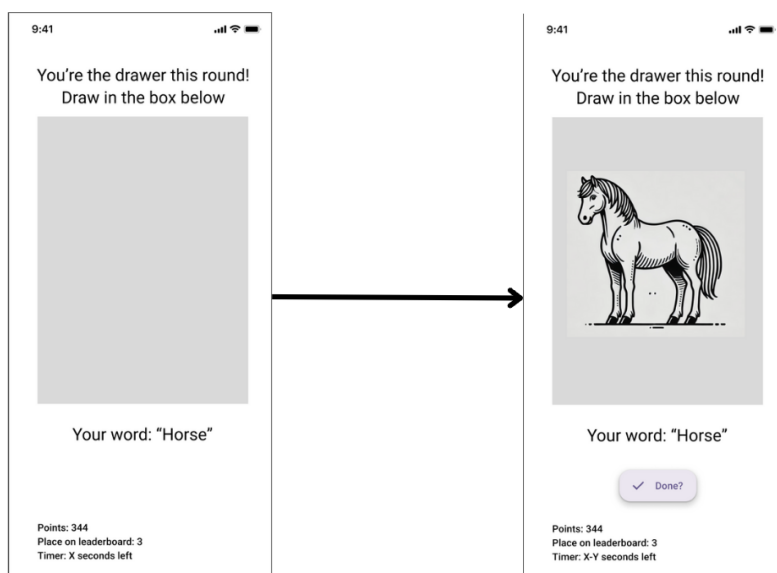 9:41
You’re the drawer this round!
Draw in the box below
Your word: “Horse”
Points: 344
Place on leaderboard: 3
Timer: X seconds left
9:41
You’re the drawer this round!
Draw in the box below
Your word: “Horse”
Done?
Points: 344
Place on leaderboard: 3
Timer: X-Y seconds left